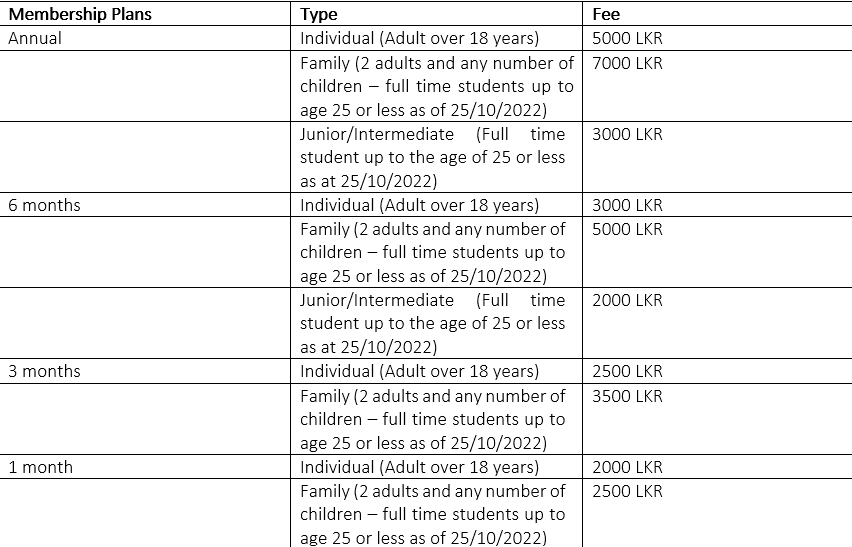 Membership Plans Type Fee
Annual Individual (Adult over 18 years) 5000 LKR
Family (2 adults and any number of 7000 LKR
children – full time students up to
age 25 or less as of 25/10/2022)
Junior/Intermediate (Full time 3000 LKR
student up to the age of 25 or less
as at 25/10/2022)
6 months Individual (Adult over 18 years) 3000 LKR
Family (2 adults and any number of 5000 LKR
children – full time students up to
age 25 or less as of 25/10/2022)
Junior/Intermediate (Full time 2000 LKR
student up to the age of 25 or less
as at 25/10/2022)
3 months Individual (Adult over 18 years) 2500 LKR
Family (2 adults and any number of 3500 LKR
children – full time students up to
age 25 or less as of 25/10/2022)
1 month Individual (Adult over 18 years) 2000 LKR
Family (2 adults and any number of 2500 LKR
children – full time students up to
age 25 or less as of 25/10/2022)